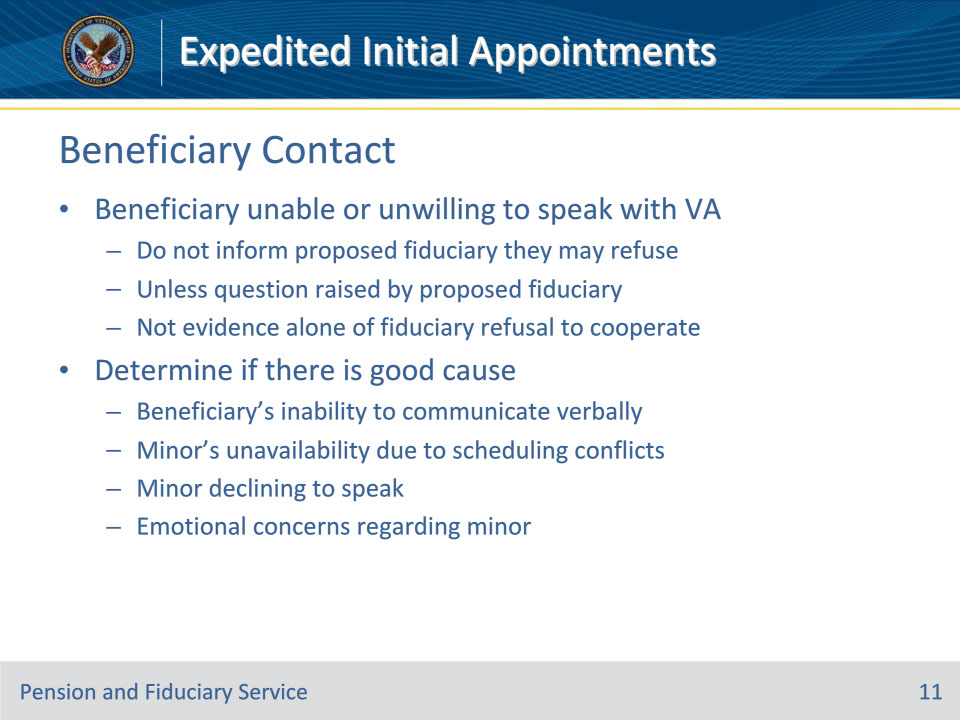 Expedited Initial Appointments
Beneficiary Contact
• Beneficiary unable or unwilling to speak with VA
– Do not inform proposed fiduciary they may refuse
– Unless question raised by proposed fiduciary
– Not evidence alone of fiduciary refusal to cooperate
• Determine if there is good cause
– Beneficiary’s inability to communicate verbally
– Minor’s unavailability due to scheduling conflicts
– Minor declining to speak
– Emotional concerns regarding minor
Pension and Fiduciary Service
11